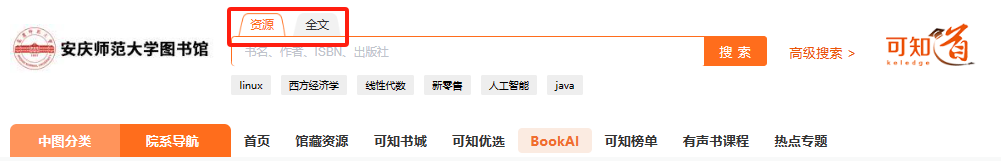 资源 全文
安庆师范大学图书馆
书名、作者、ISBN、出版社
搜 索
高级搜索 >
可知道
keledge
linux 西方经济学 线性代数 新零售 人工智能 java
中图分类 院系导航 首页 馆藏资源 可知书城 可知优选 BookAI 可知榜单 有声书课程 热点专题